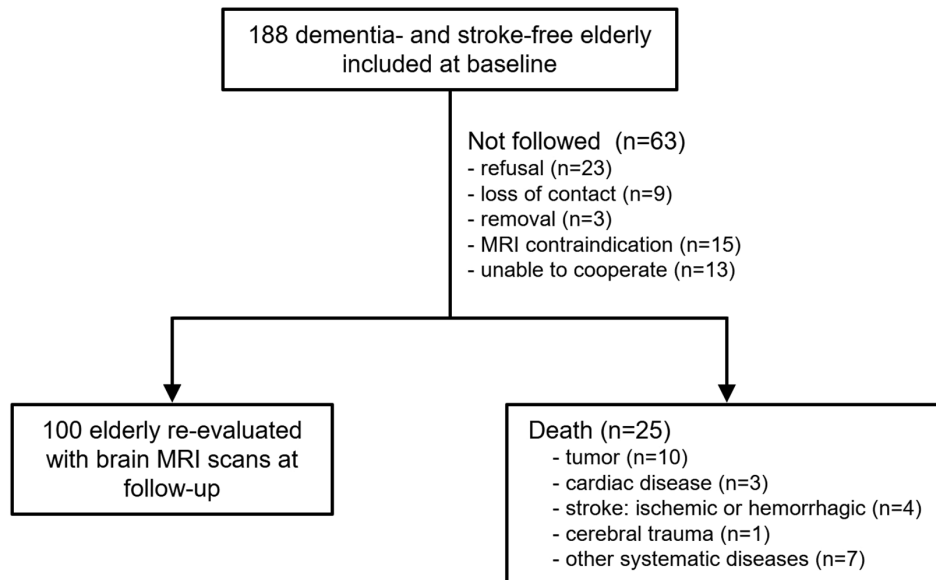 188 dementia- and stroke-free elderly
included at baseline
Not followed (n=63)
- refusal (n=23)
- loss of contact (n=9)
- removal (n=3)
- MRI contraindication (n=15)
- unable to cooperate (n=13)
100 elderly re-evaluated
with brain MRI scans at
follow-up
Death (n=25)
- tumor (n=10)
- cardiac disease (n=3)
- stroke: ischemic or hemorrhagic (n=4)
- cerebral trauma (n=1)
- other systematic diseases (n=7)